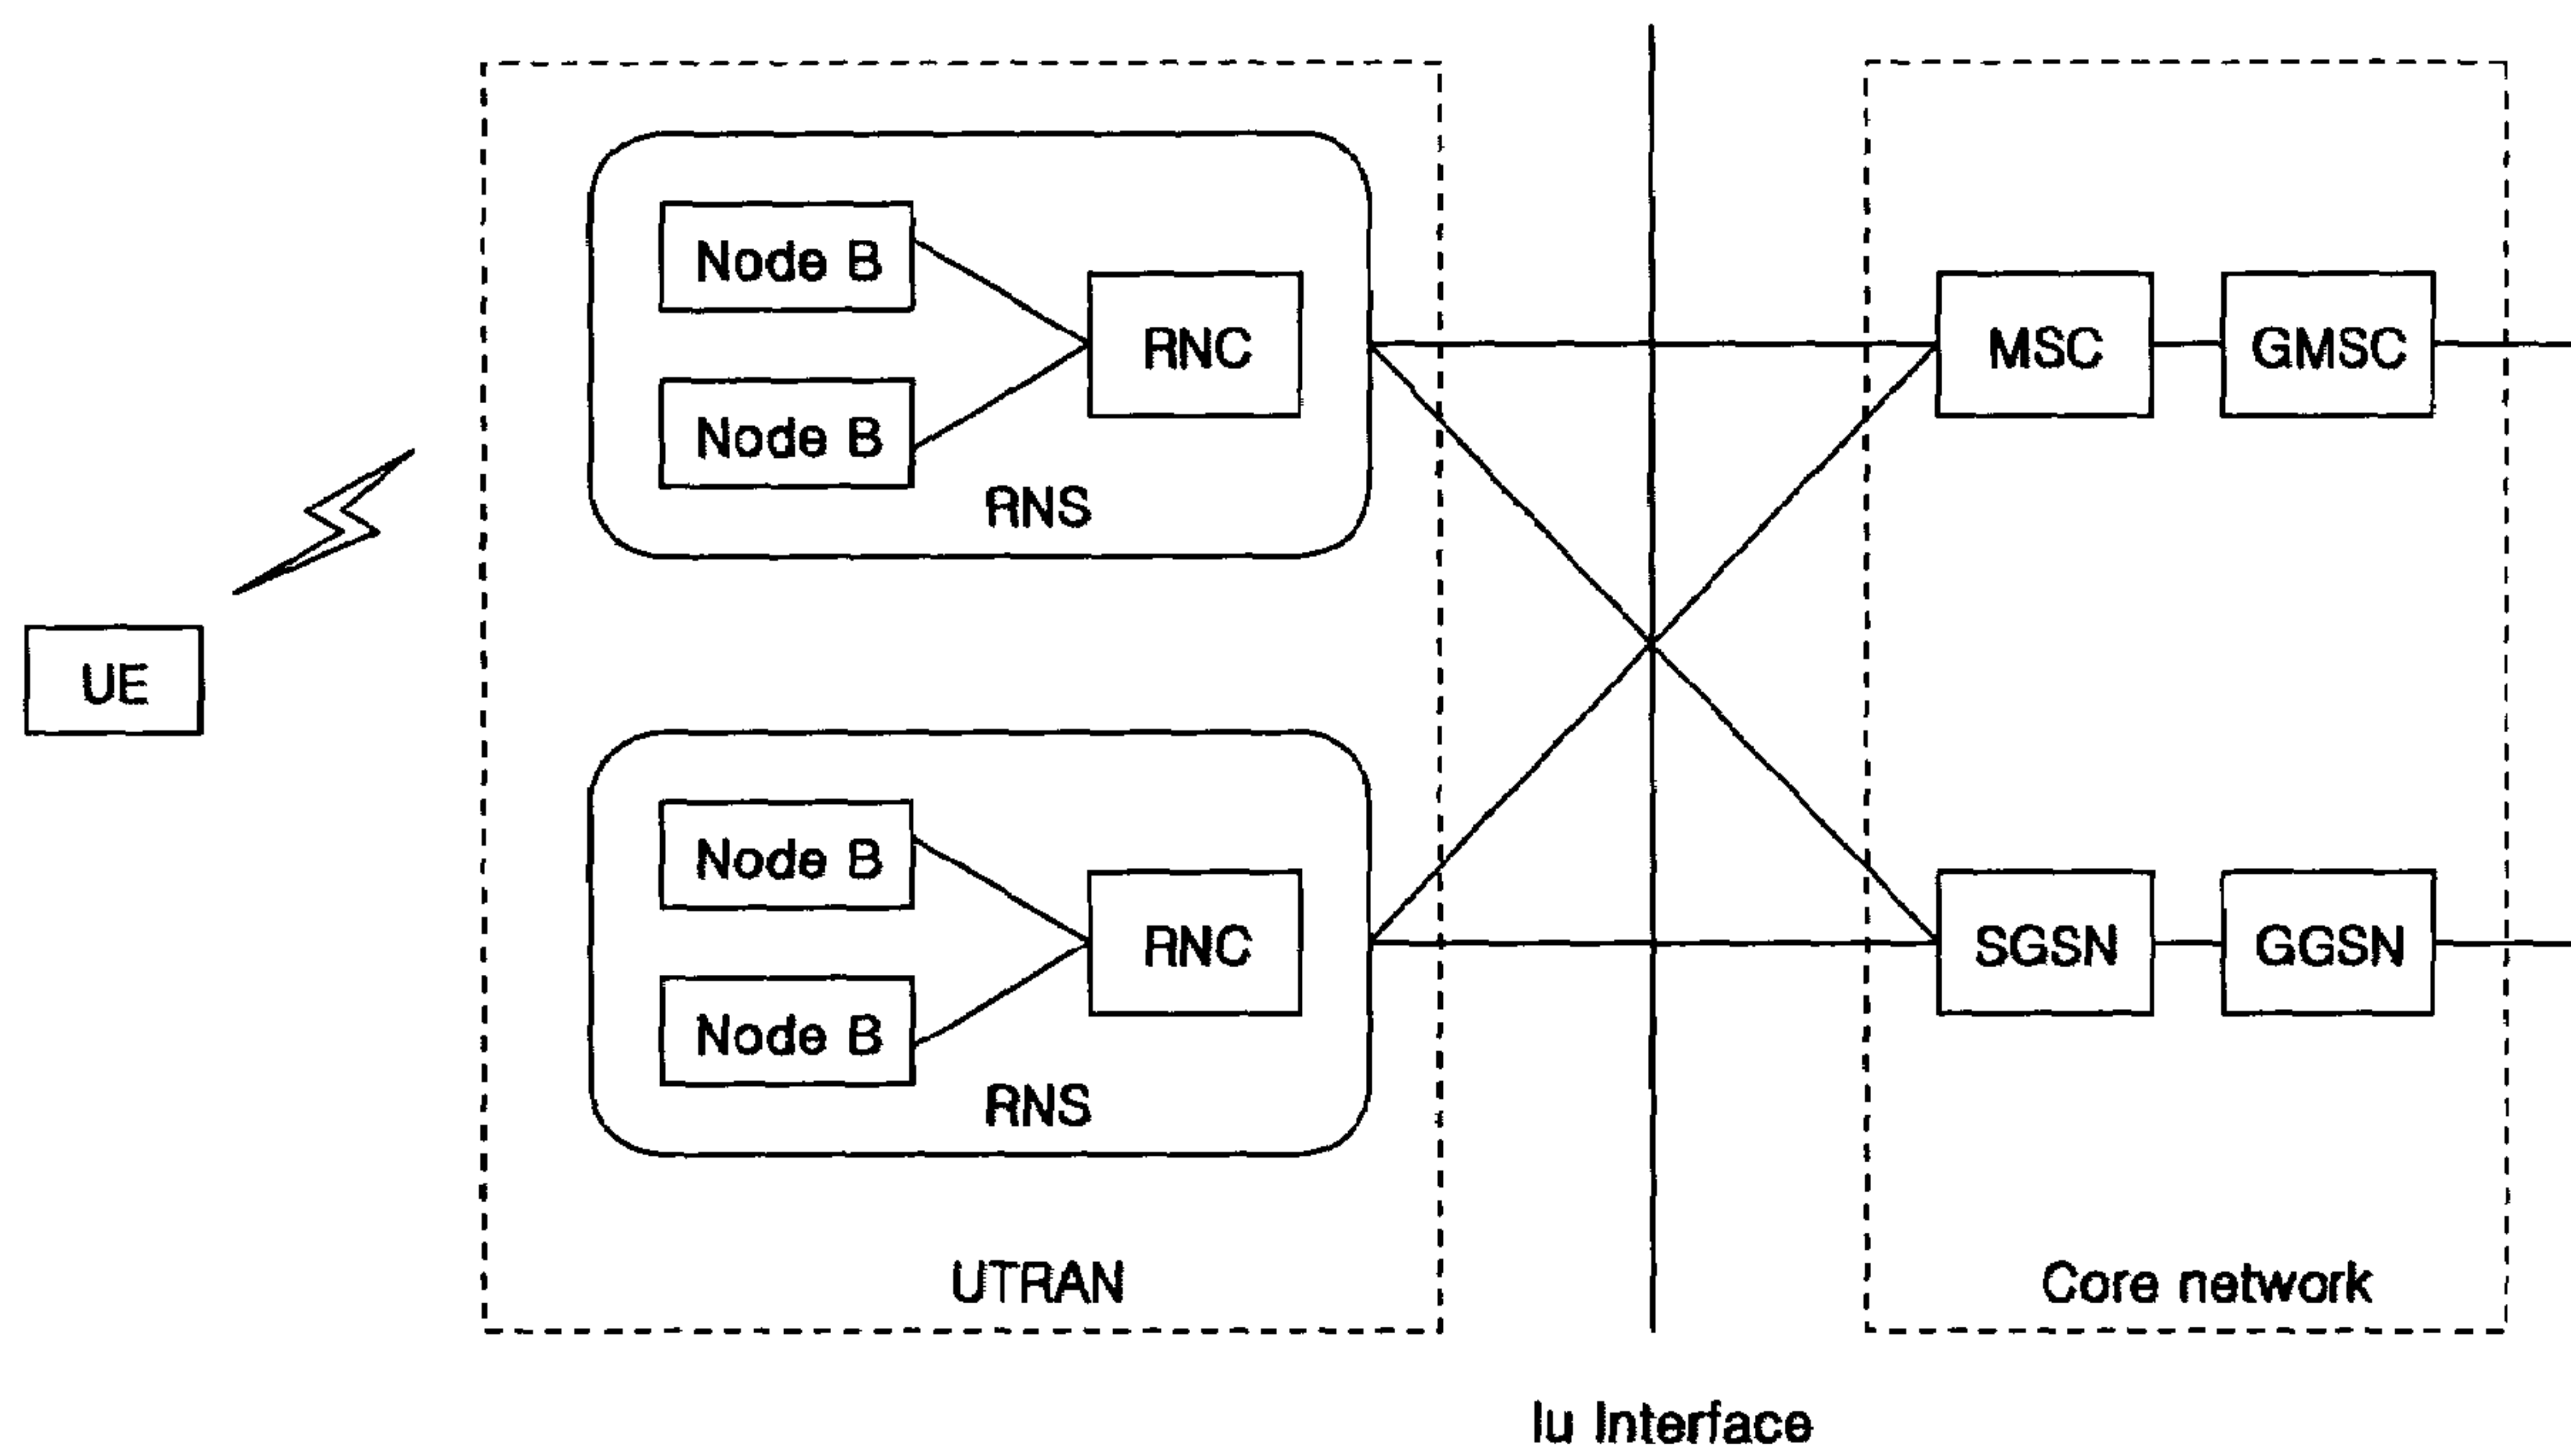 Node B
RNC
MSC
GMSC
Node B
RNS
UE
Node B
RNC
SGSN
GGSN
Node B
RNS
UTRAN
Core network
Iu Interface